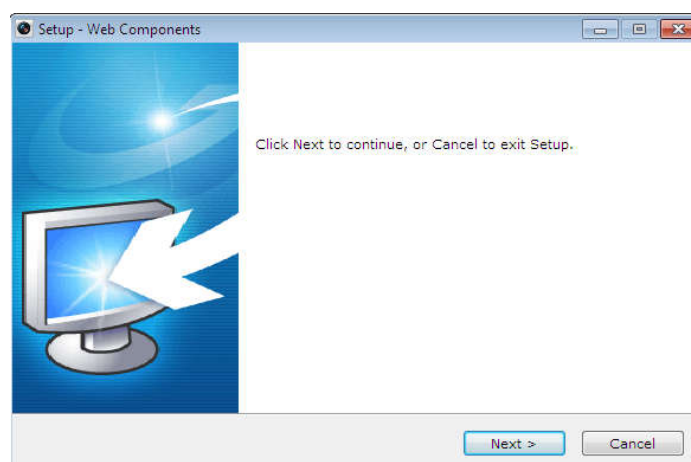 Setup - Web Components
Click Next to continue, or Cancel to exit Setup.
Next >
Cancel